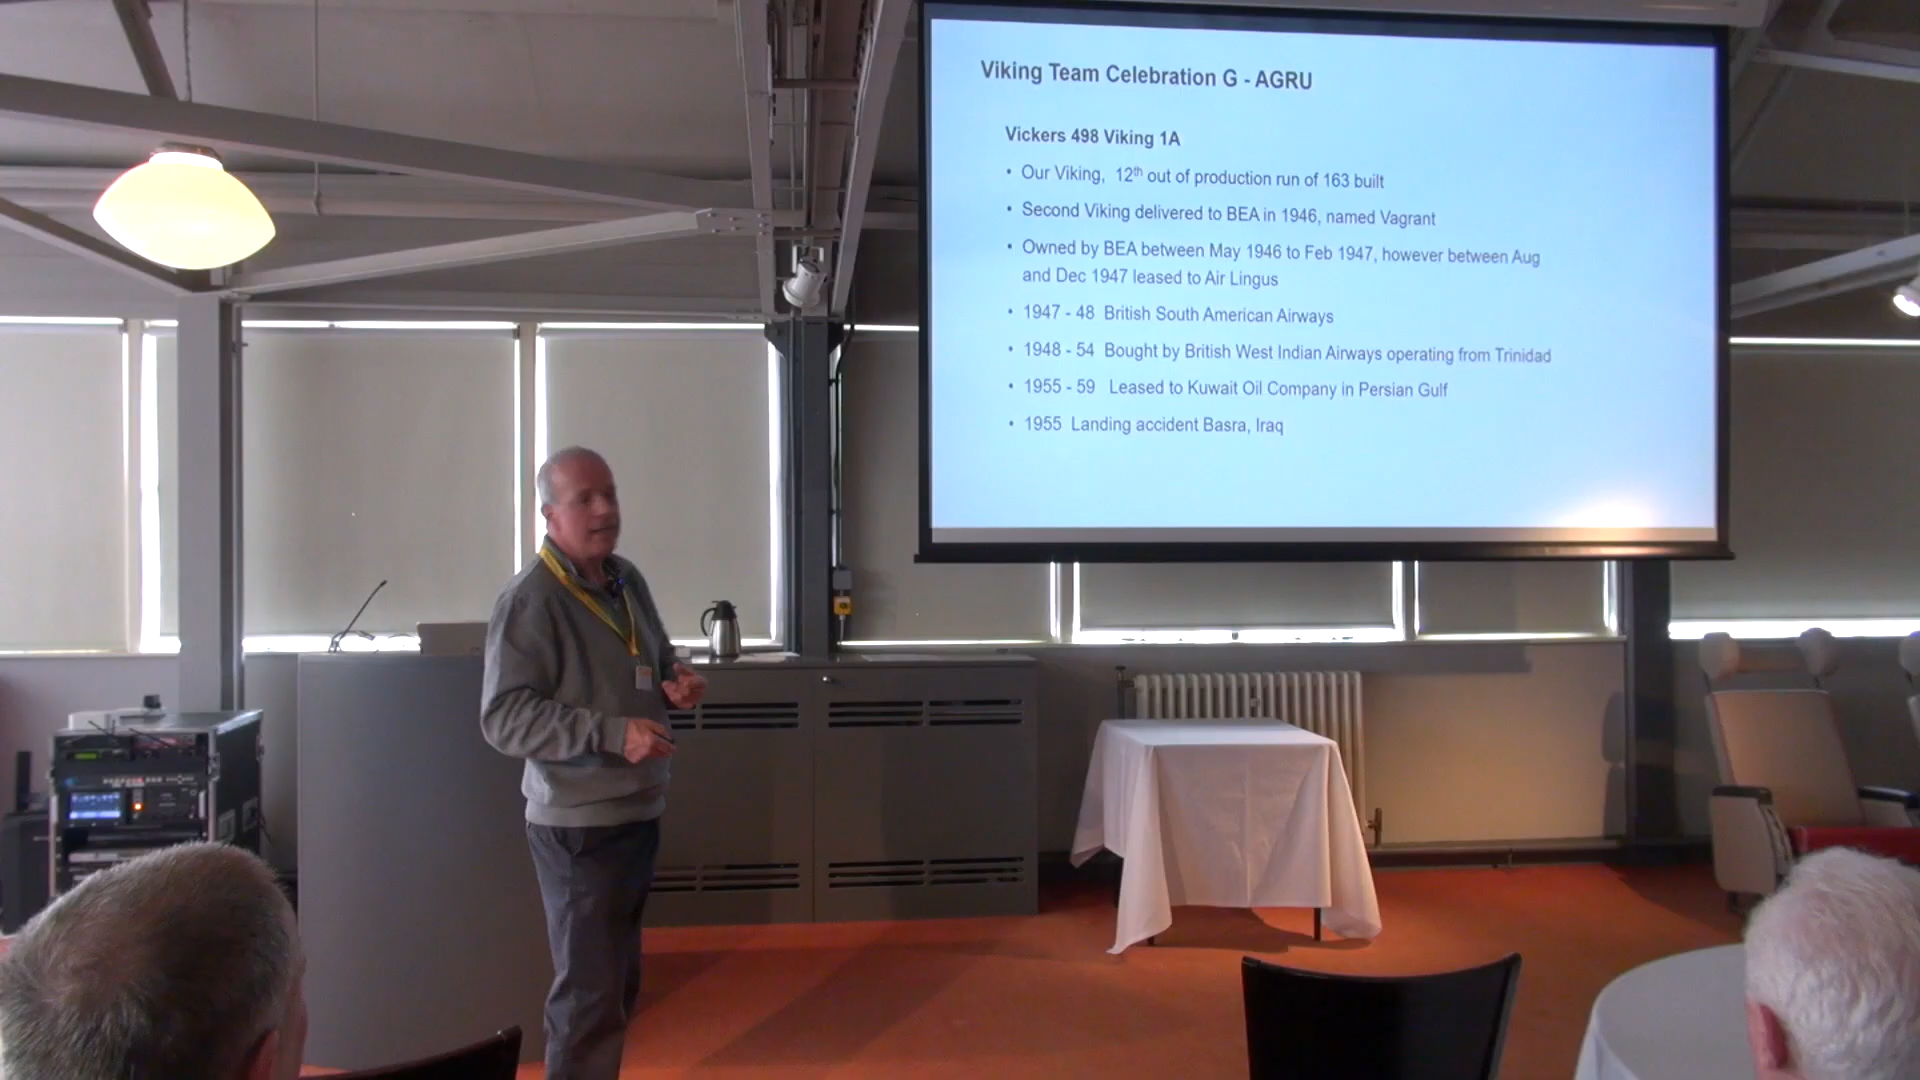 Viking Team Celebration G - AGRU
Vickers 498 Viking 1A
• Our Viking, 12th out of production run of 163 built
• Second Viking delivered to BEA in 1946, named Vagrant
• Owned by BEA between May 1946 to Feb 1947, however between Aug
and Dec 1947 leased to Air Lingus
• 1947 - 48 British South American Airways
• 1948 - 54 Bought by British West Indian Airways operating from Trinidad
• 1955 - 59 Leased to Kuwait Oil Company in Persian Gulf
• 1955 Landing accident Basra, Iraq